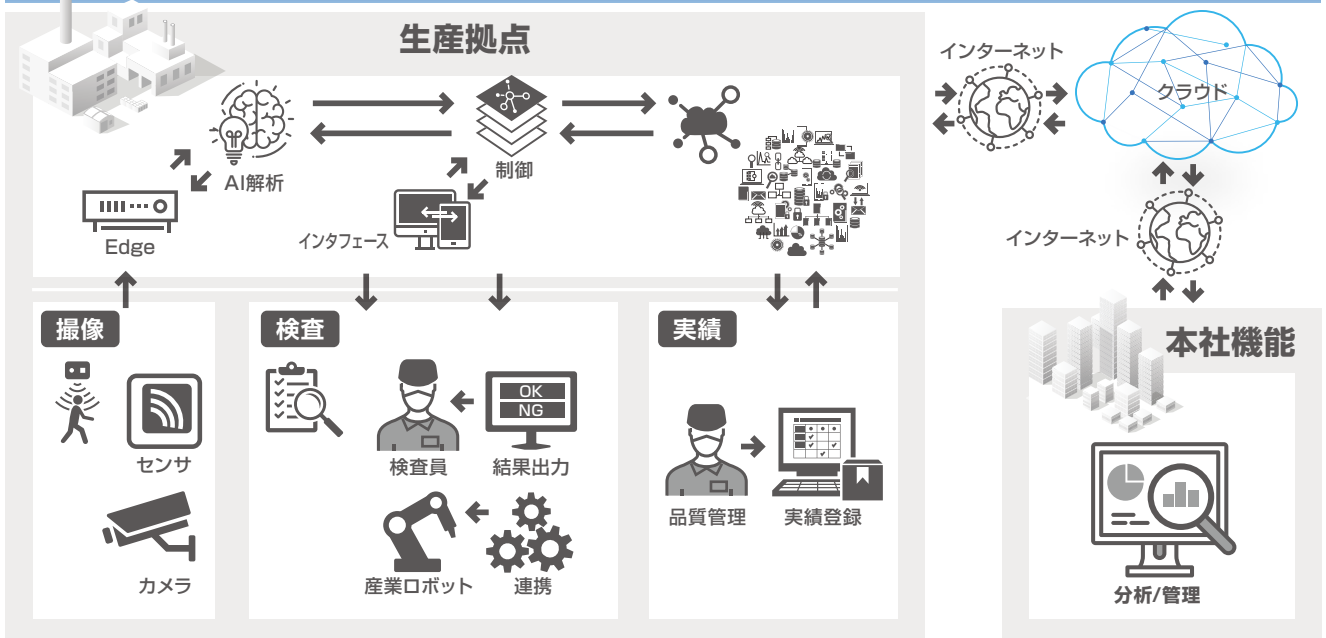 生産拠点
AI解析
制御
Edge
インタフェース
撮像
センサ
カメラ
検査
OK
NG
検査員
結果出力
産業ロボット
連携
実績
品質管理
実績登録
インターネット
クラウド
インターネット
本社機能
分析/管理